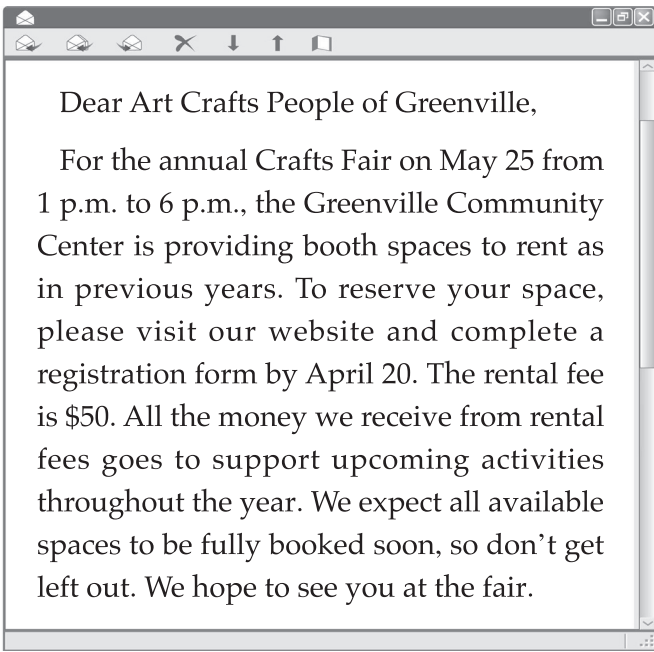 Dear Art Crafts People of Greenville,
For the annual Crafts Fair on May 25 from
1 p.m. to 6 p.m., the Greenville Community
Center is providing booth spaces to rent as
in previous years. To reserve your space,
please visit our website and complete a
registration form by April 20. The rental fee
is $50. All the money we receive from rental
fees goes to support upcoming activities
throughout the year. We expect all available
spaces to be fully booked soon, so don’t get
left out. We hope to see you at the fair.